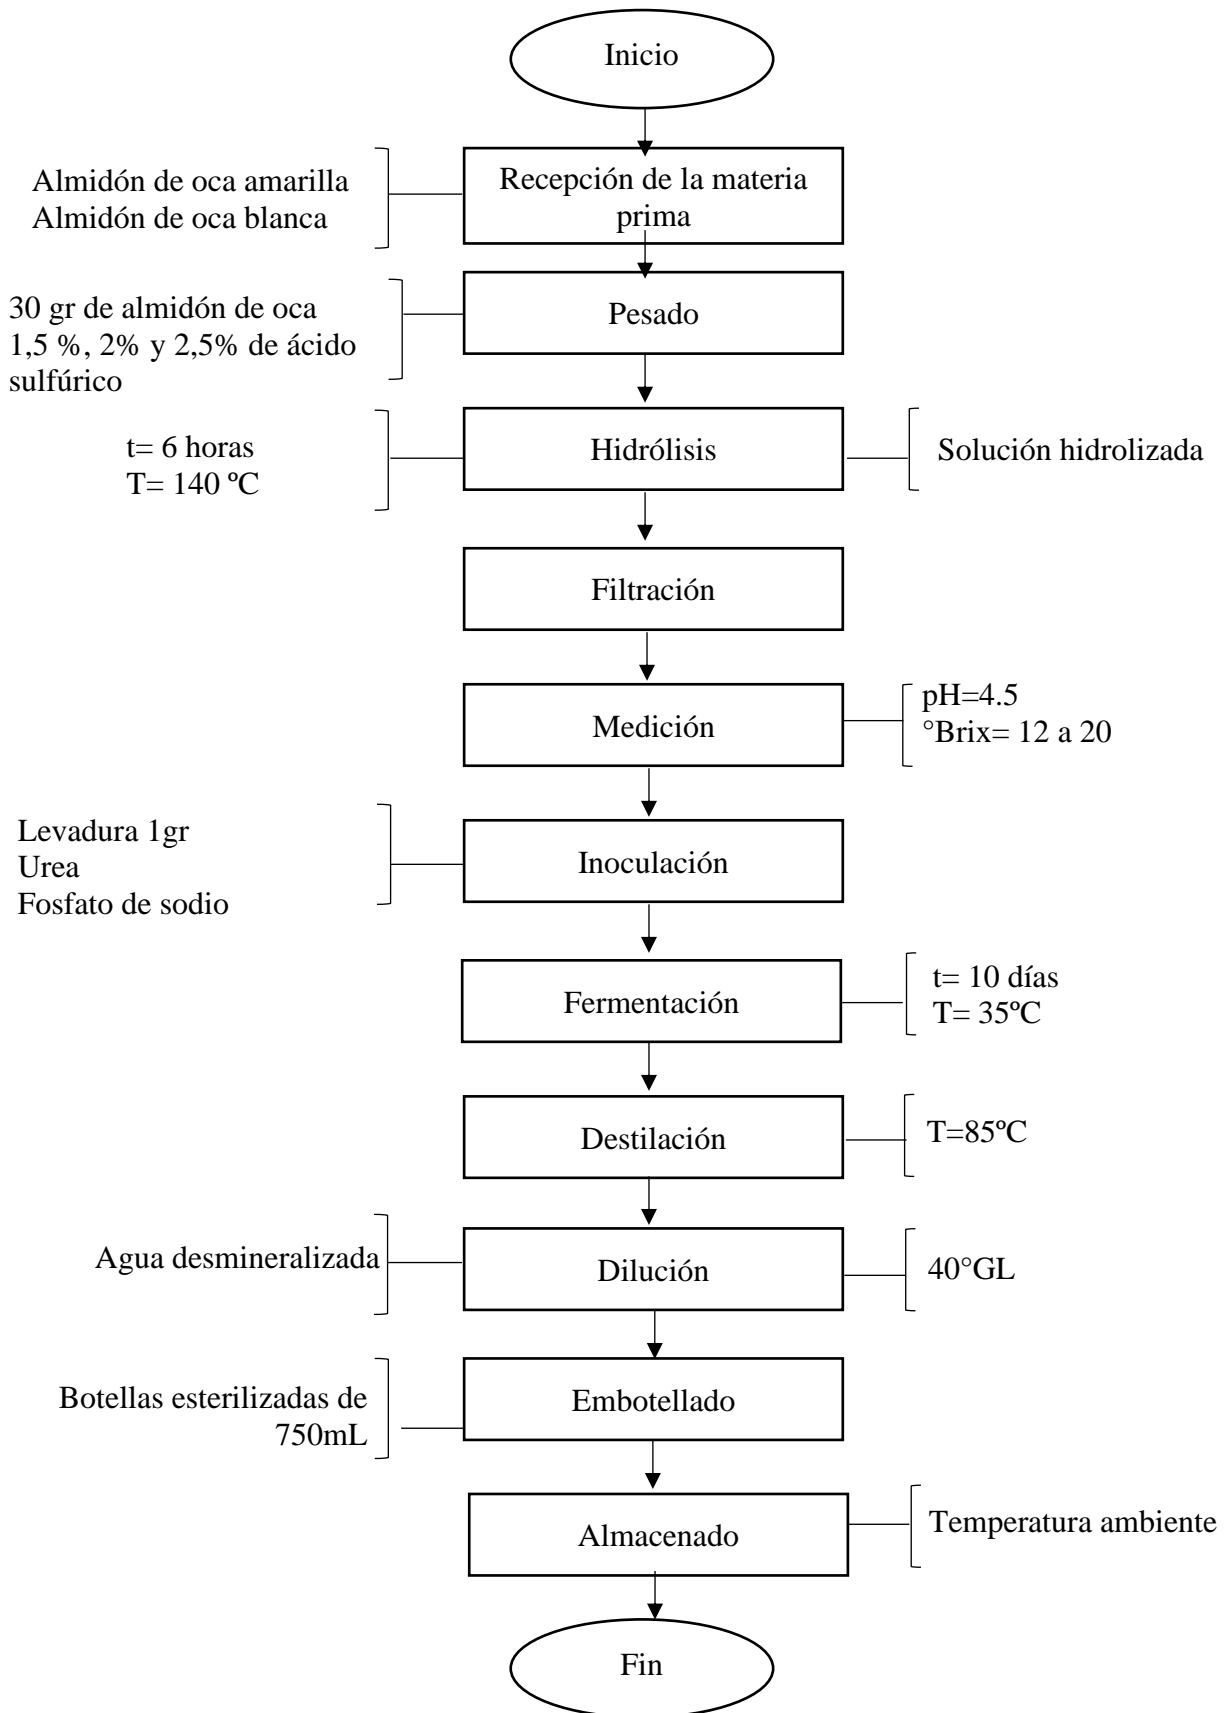 Inicio
Almidón de oca amarilla
Almidón de oca blanca
Recepción de la materia
prima
30 gr de almidón de oca
1,5 %, 2% y 2,5% de ácido
sulfúrico
Pesado
t= 6 horas
T= 140 ºC
Hidrólisis
Solución hidrolizada
Filtración
Medición
pH=4.5
°Brix= 12 a 20
Levadura 1gr
Urea
Fosfato de sodio
Inoculación
Fermentación
t= 10 días
T= 35ºC
Destilación
T=85ºC
Agua desmineralizada
Dilución
40°GL
Botellas esterilizadas de
750mL
Embotellado
Almacenado
Temperatura ambiente
Fin